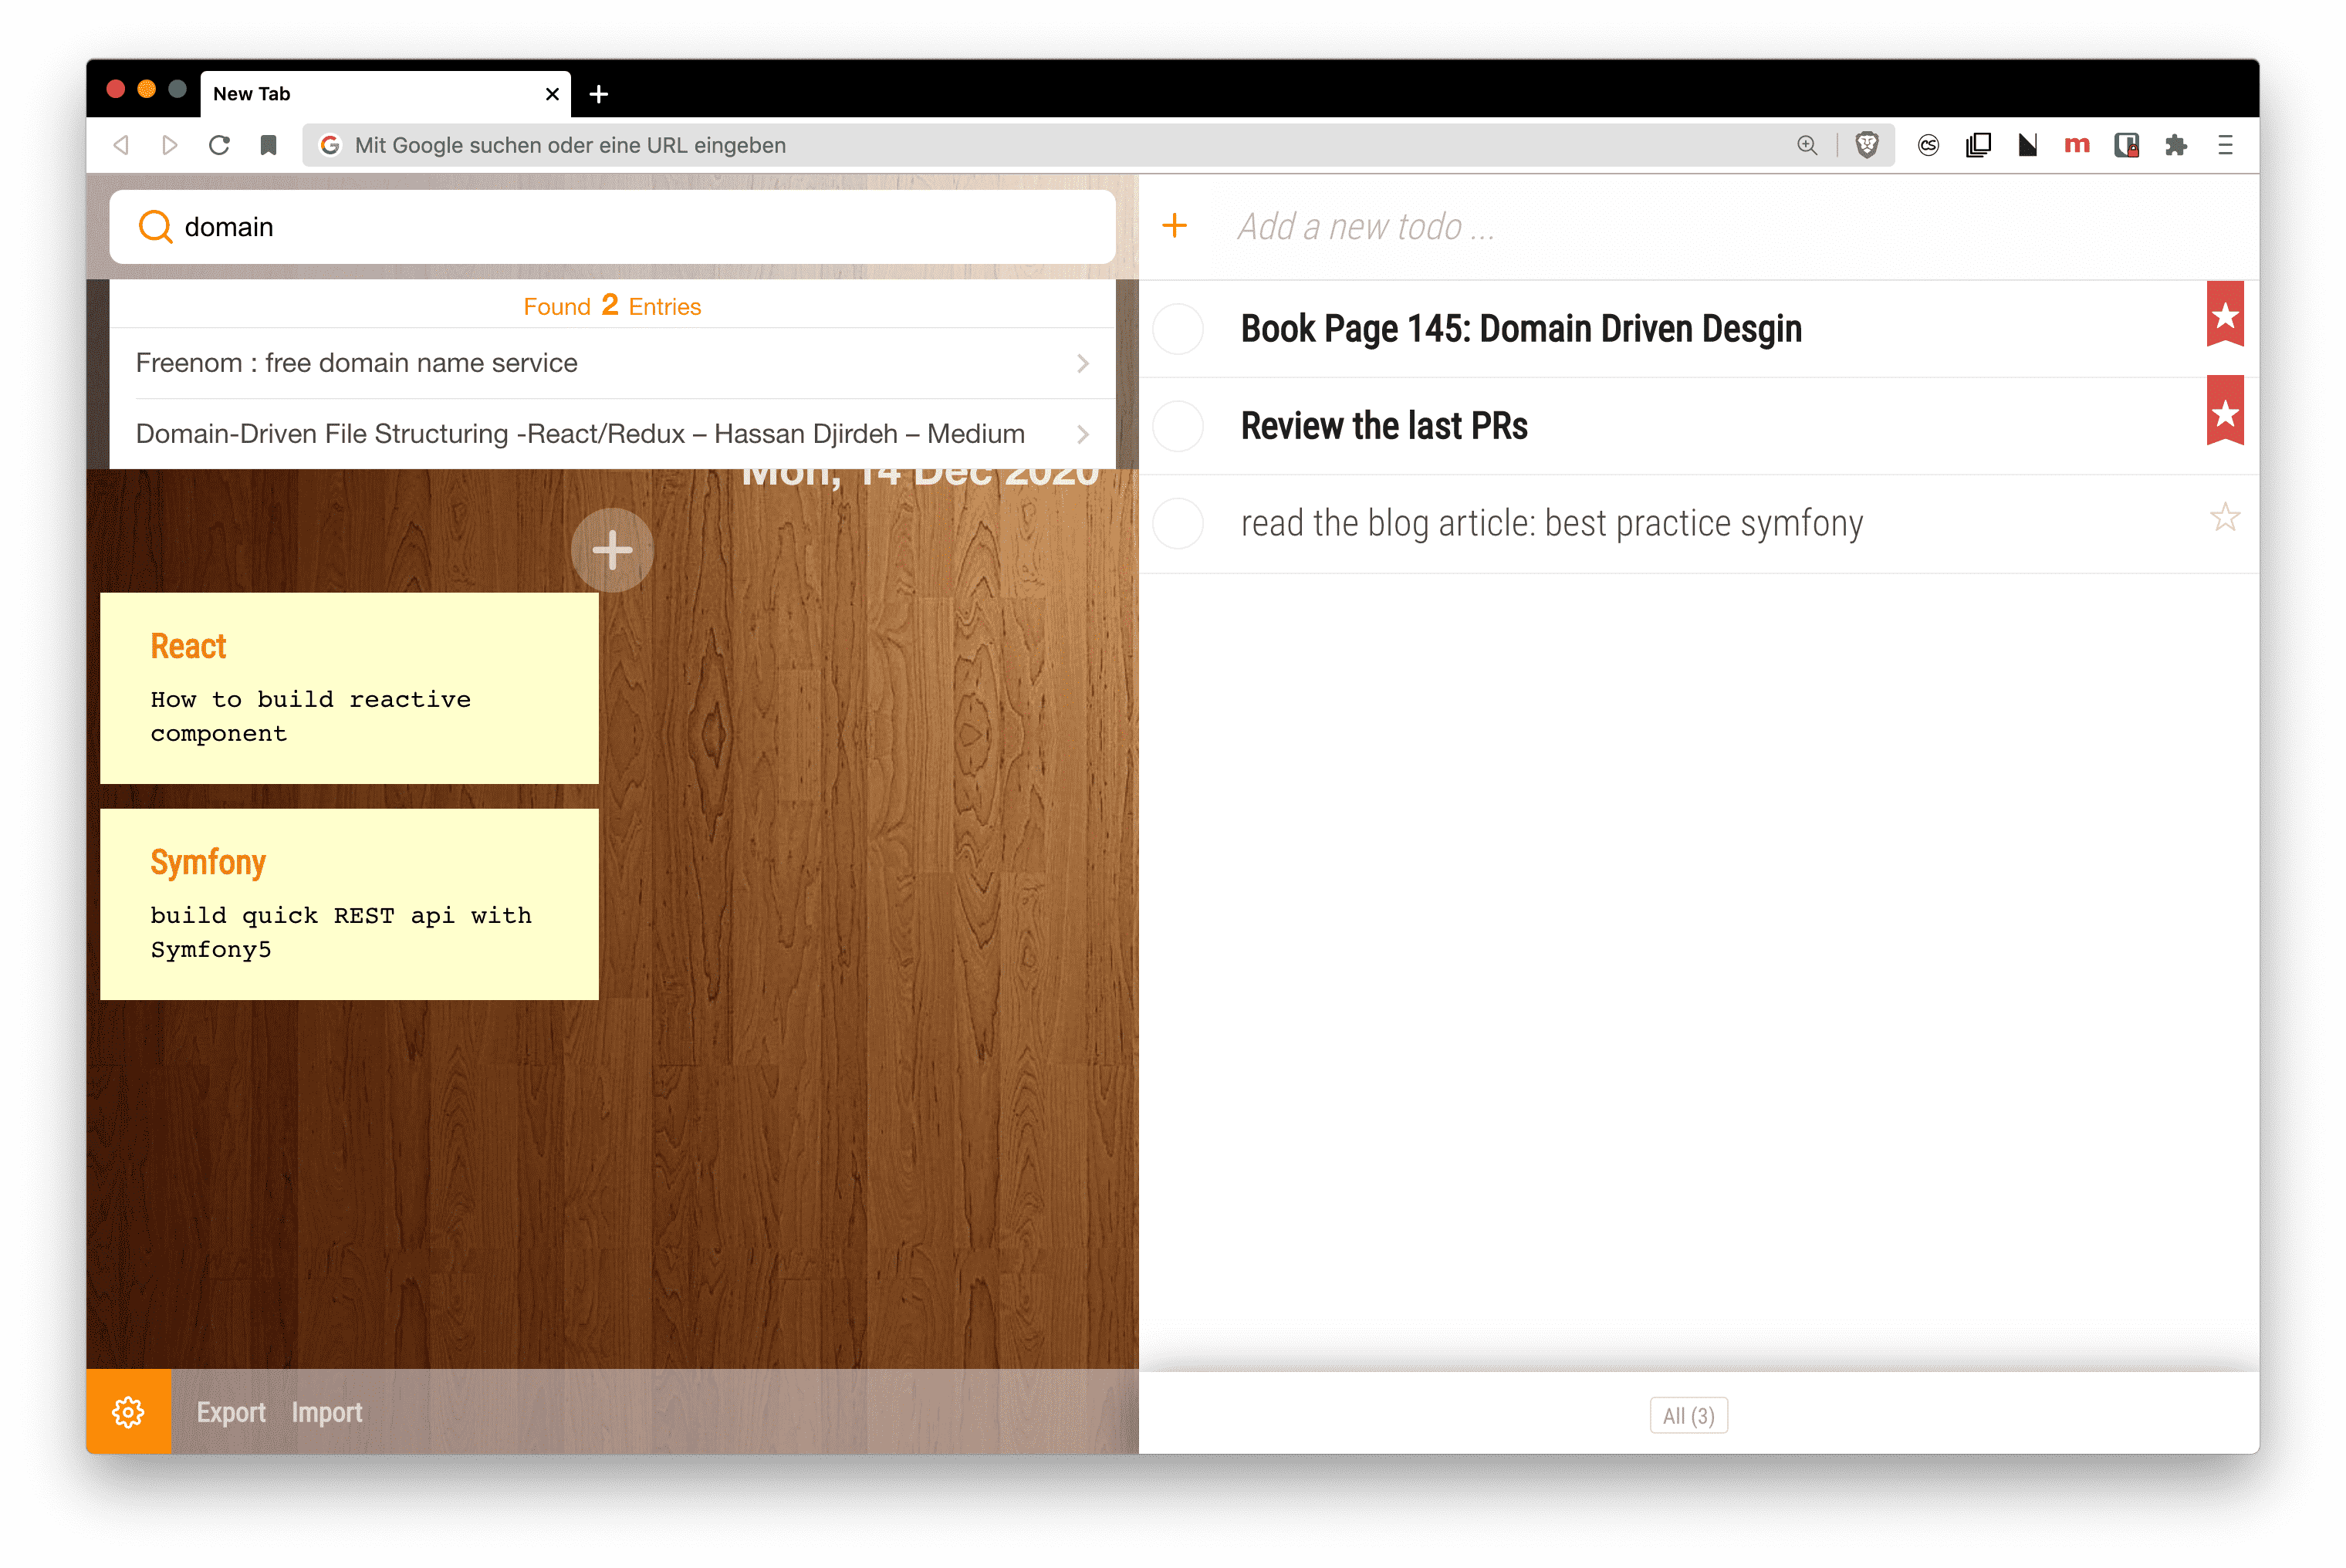 New Tab
Mit Google suchen oder eine URL eingeben
domain
Found 2 Entries
Freenom : free domain name service
Domain-Driven File Structuring -React/Redux – Hassan Djirdeh – Medium
Mon, 14 Dec 2020
React
How to build reactive
component
Symfony
build quick REST api with
Symfony5
Export Import
Add a new todo ...
Book Page 145: Domain Driven Desgin
Review the last PRs
read the blog article: best practice symfony
All (3)